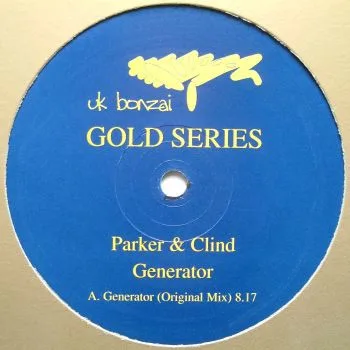 uk bonzai
GOLD SERIES
Parker & Clind
Generator
A. Generator (Original Mix) 8.17